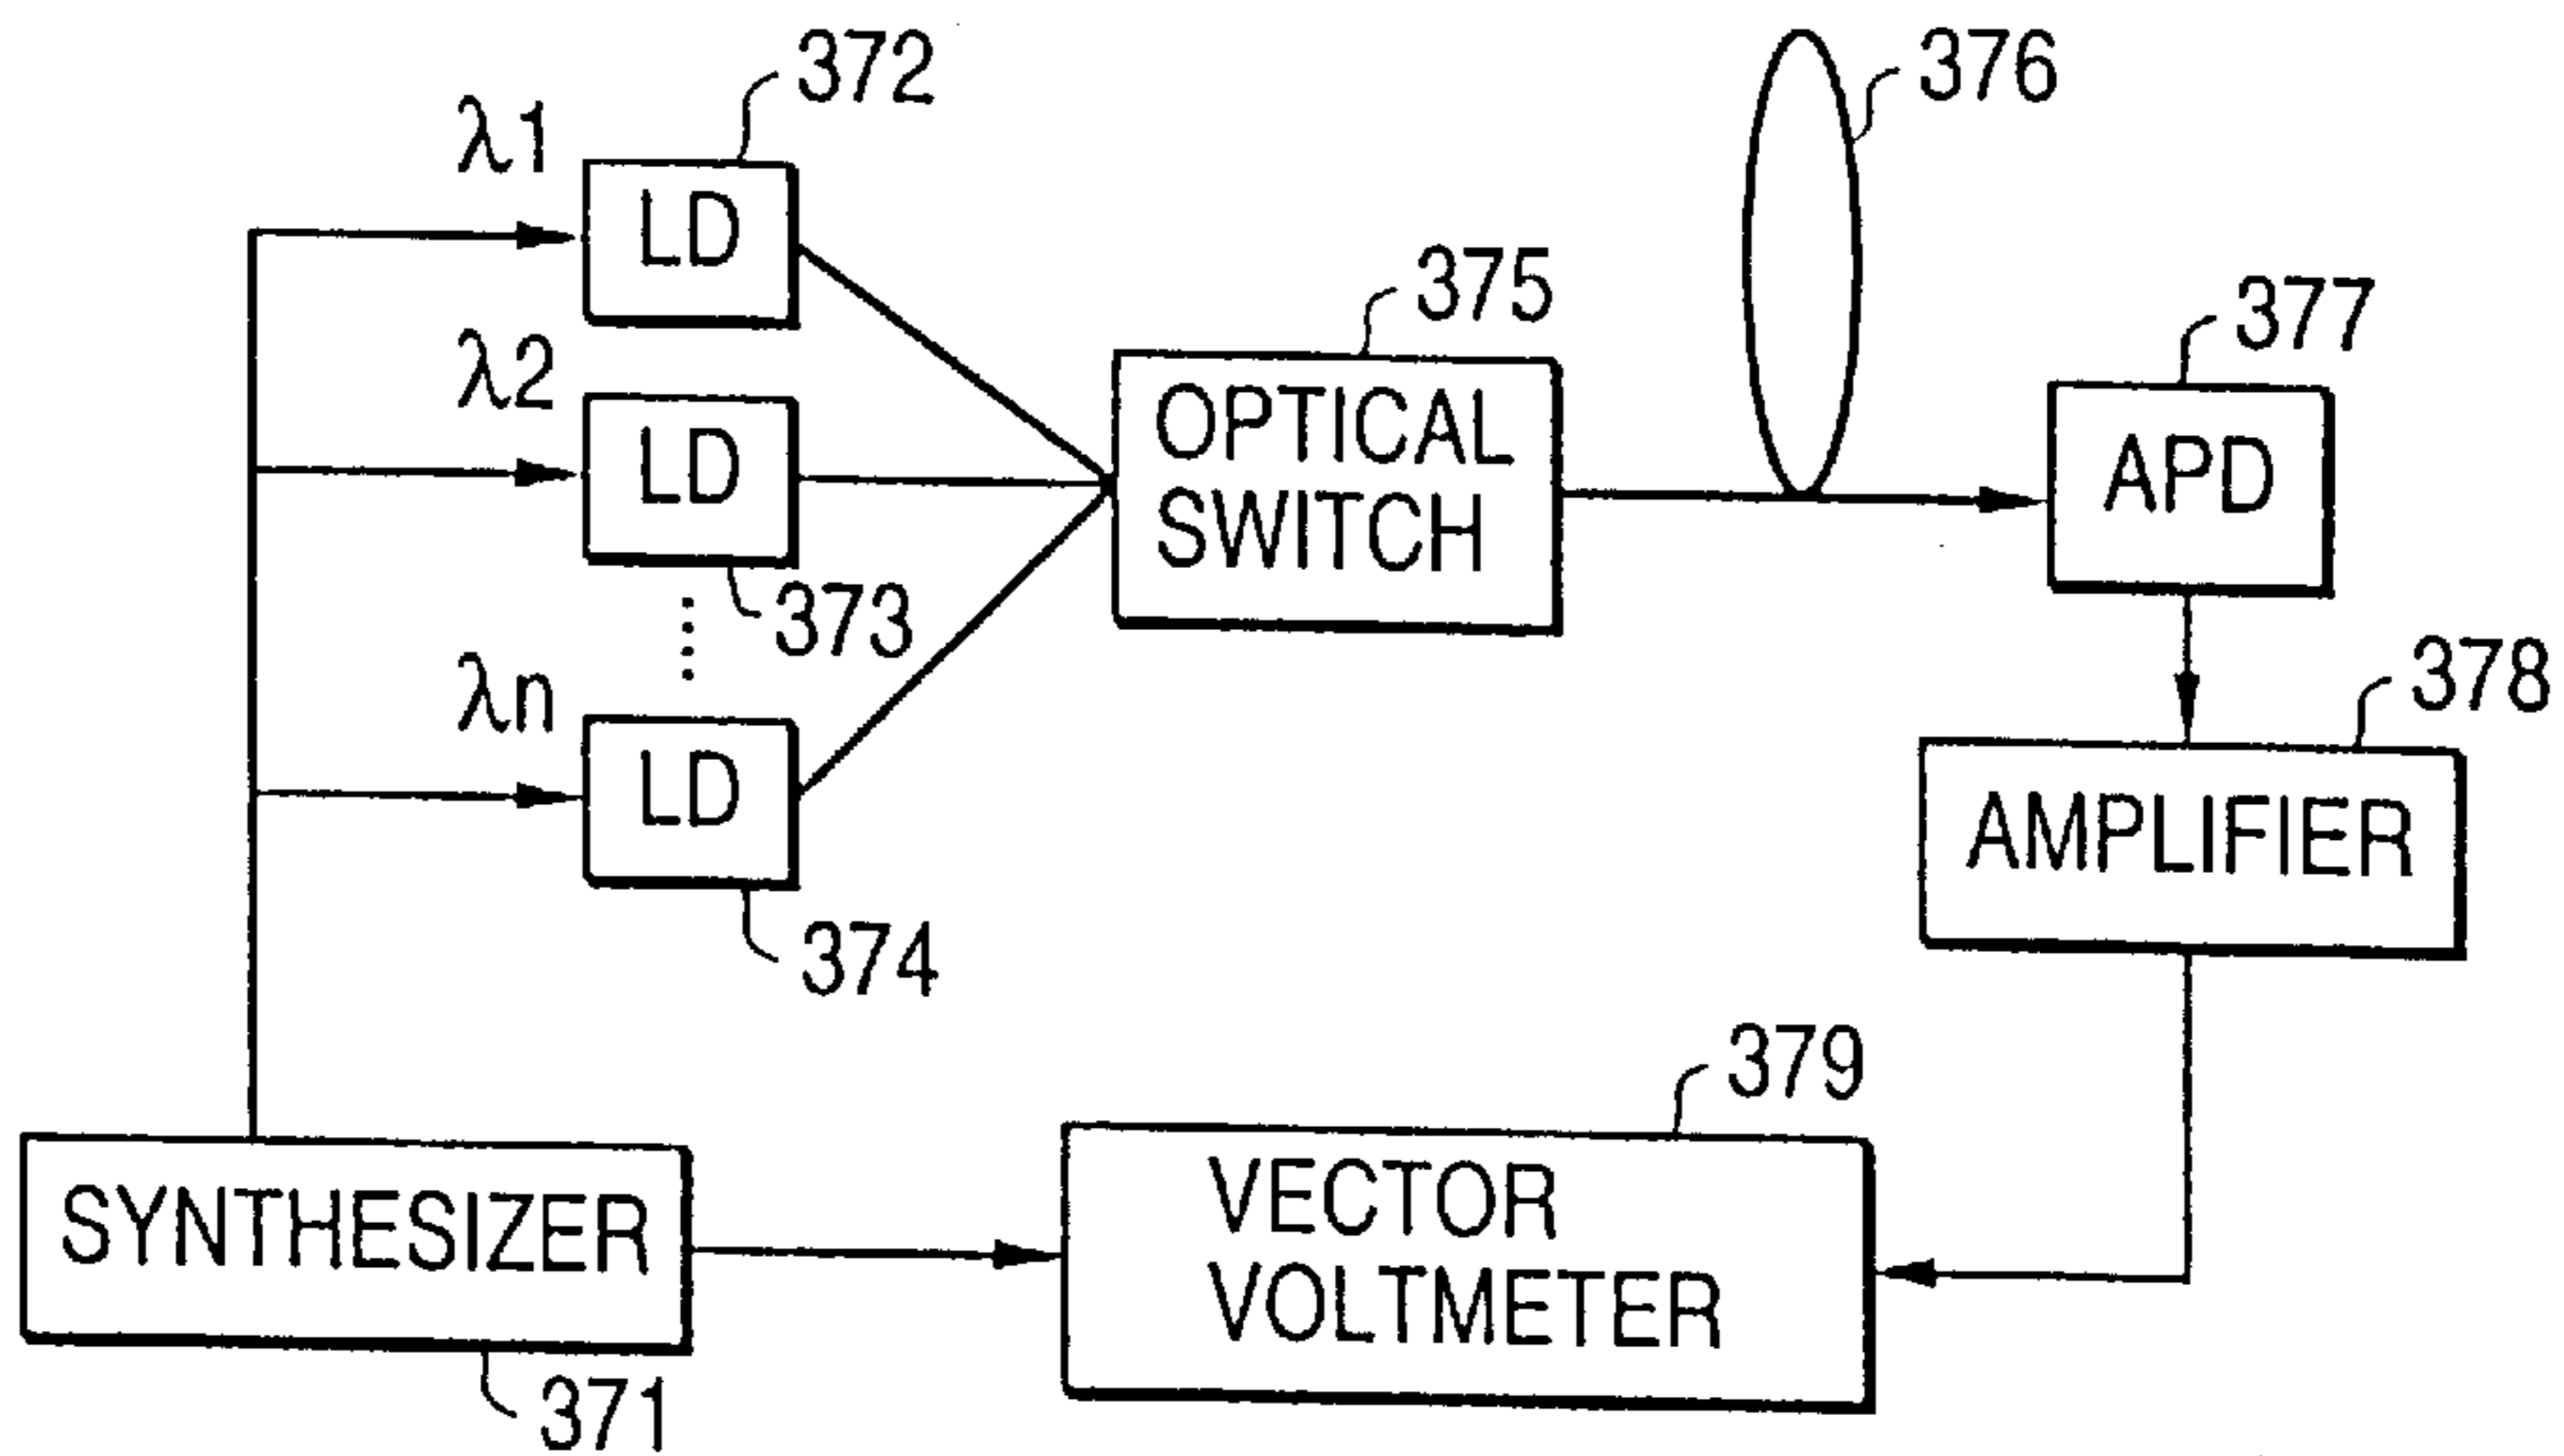 372
376
λ1
LD
375
377
λ2
LD
OPTICAL
SWITCH
APD
373
378
λn
LD
AMPLIFIER
374
379
SYNTHESIZER
VECTOR
VOLTMETER
371